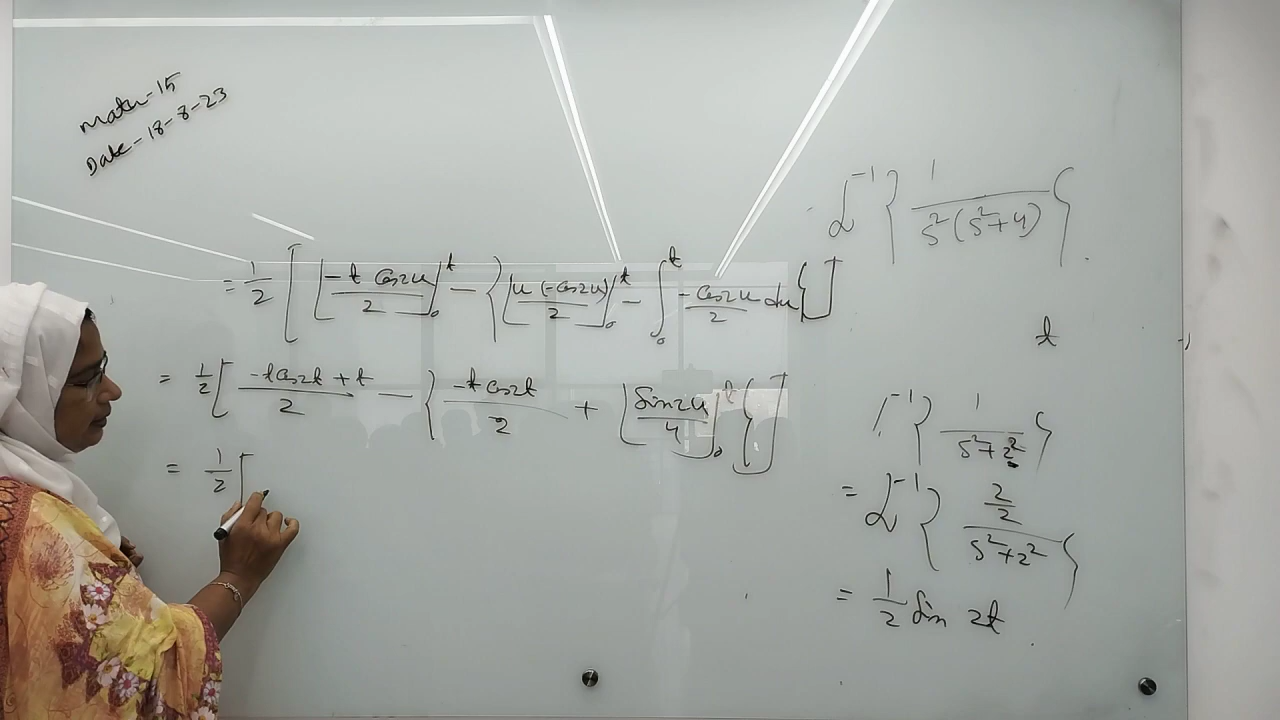 Math-15
Date-18-8-23
= 1/2 [ [-t cos2u / 2]₀ᵗ - { [u(-cos2u) / 2]₀ᵗ - ∫₀ᵗ -cos2u / 2 du } ]
= 1/2 [ -t cos2t + t / 2 - { -t cos2t / 2 + [sin2u / 4]₀ᵗ } ]
= 1/2 [
L⁻¹ { 1 / s²(s²+4) }
t
L⁻¹ { 1 / s²+2² }
= L⁻¹ { 2/2 / s²+2² }
= 1/2 Sin 2t